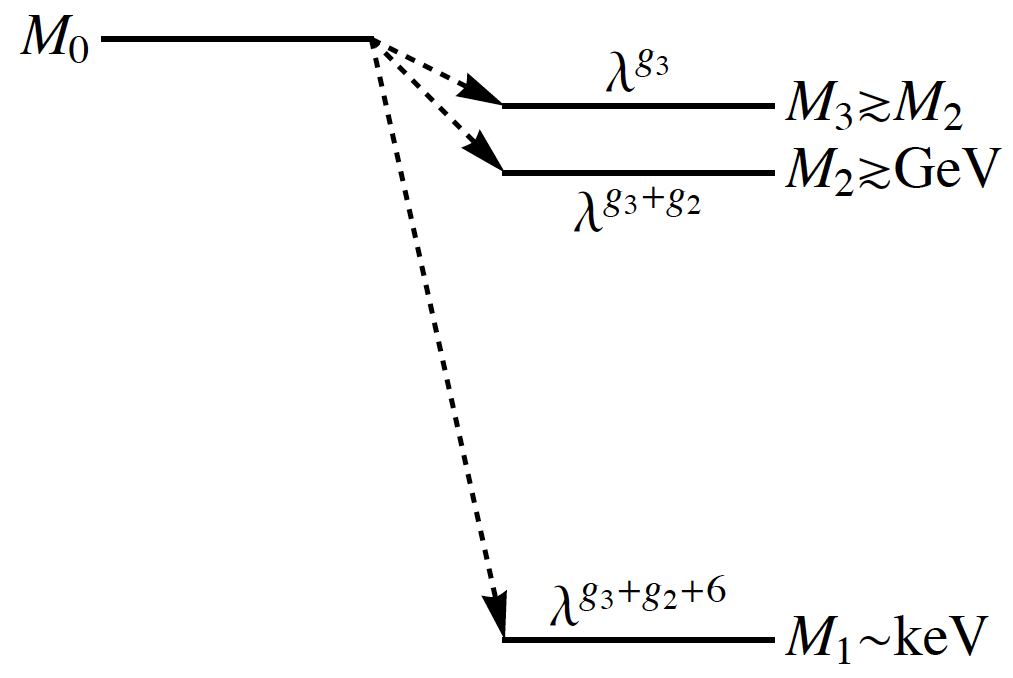 M₀
λ^{g₃}
M₃≳M₂
M₂≳GeV
λ^{g₃+g₂}
λ^{g₃+g₂+6}
M₁~keV